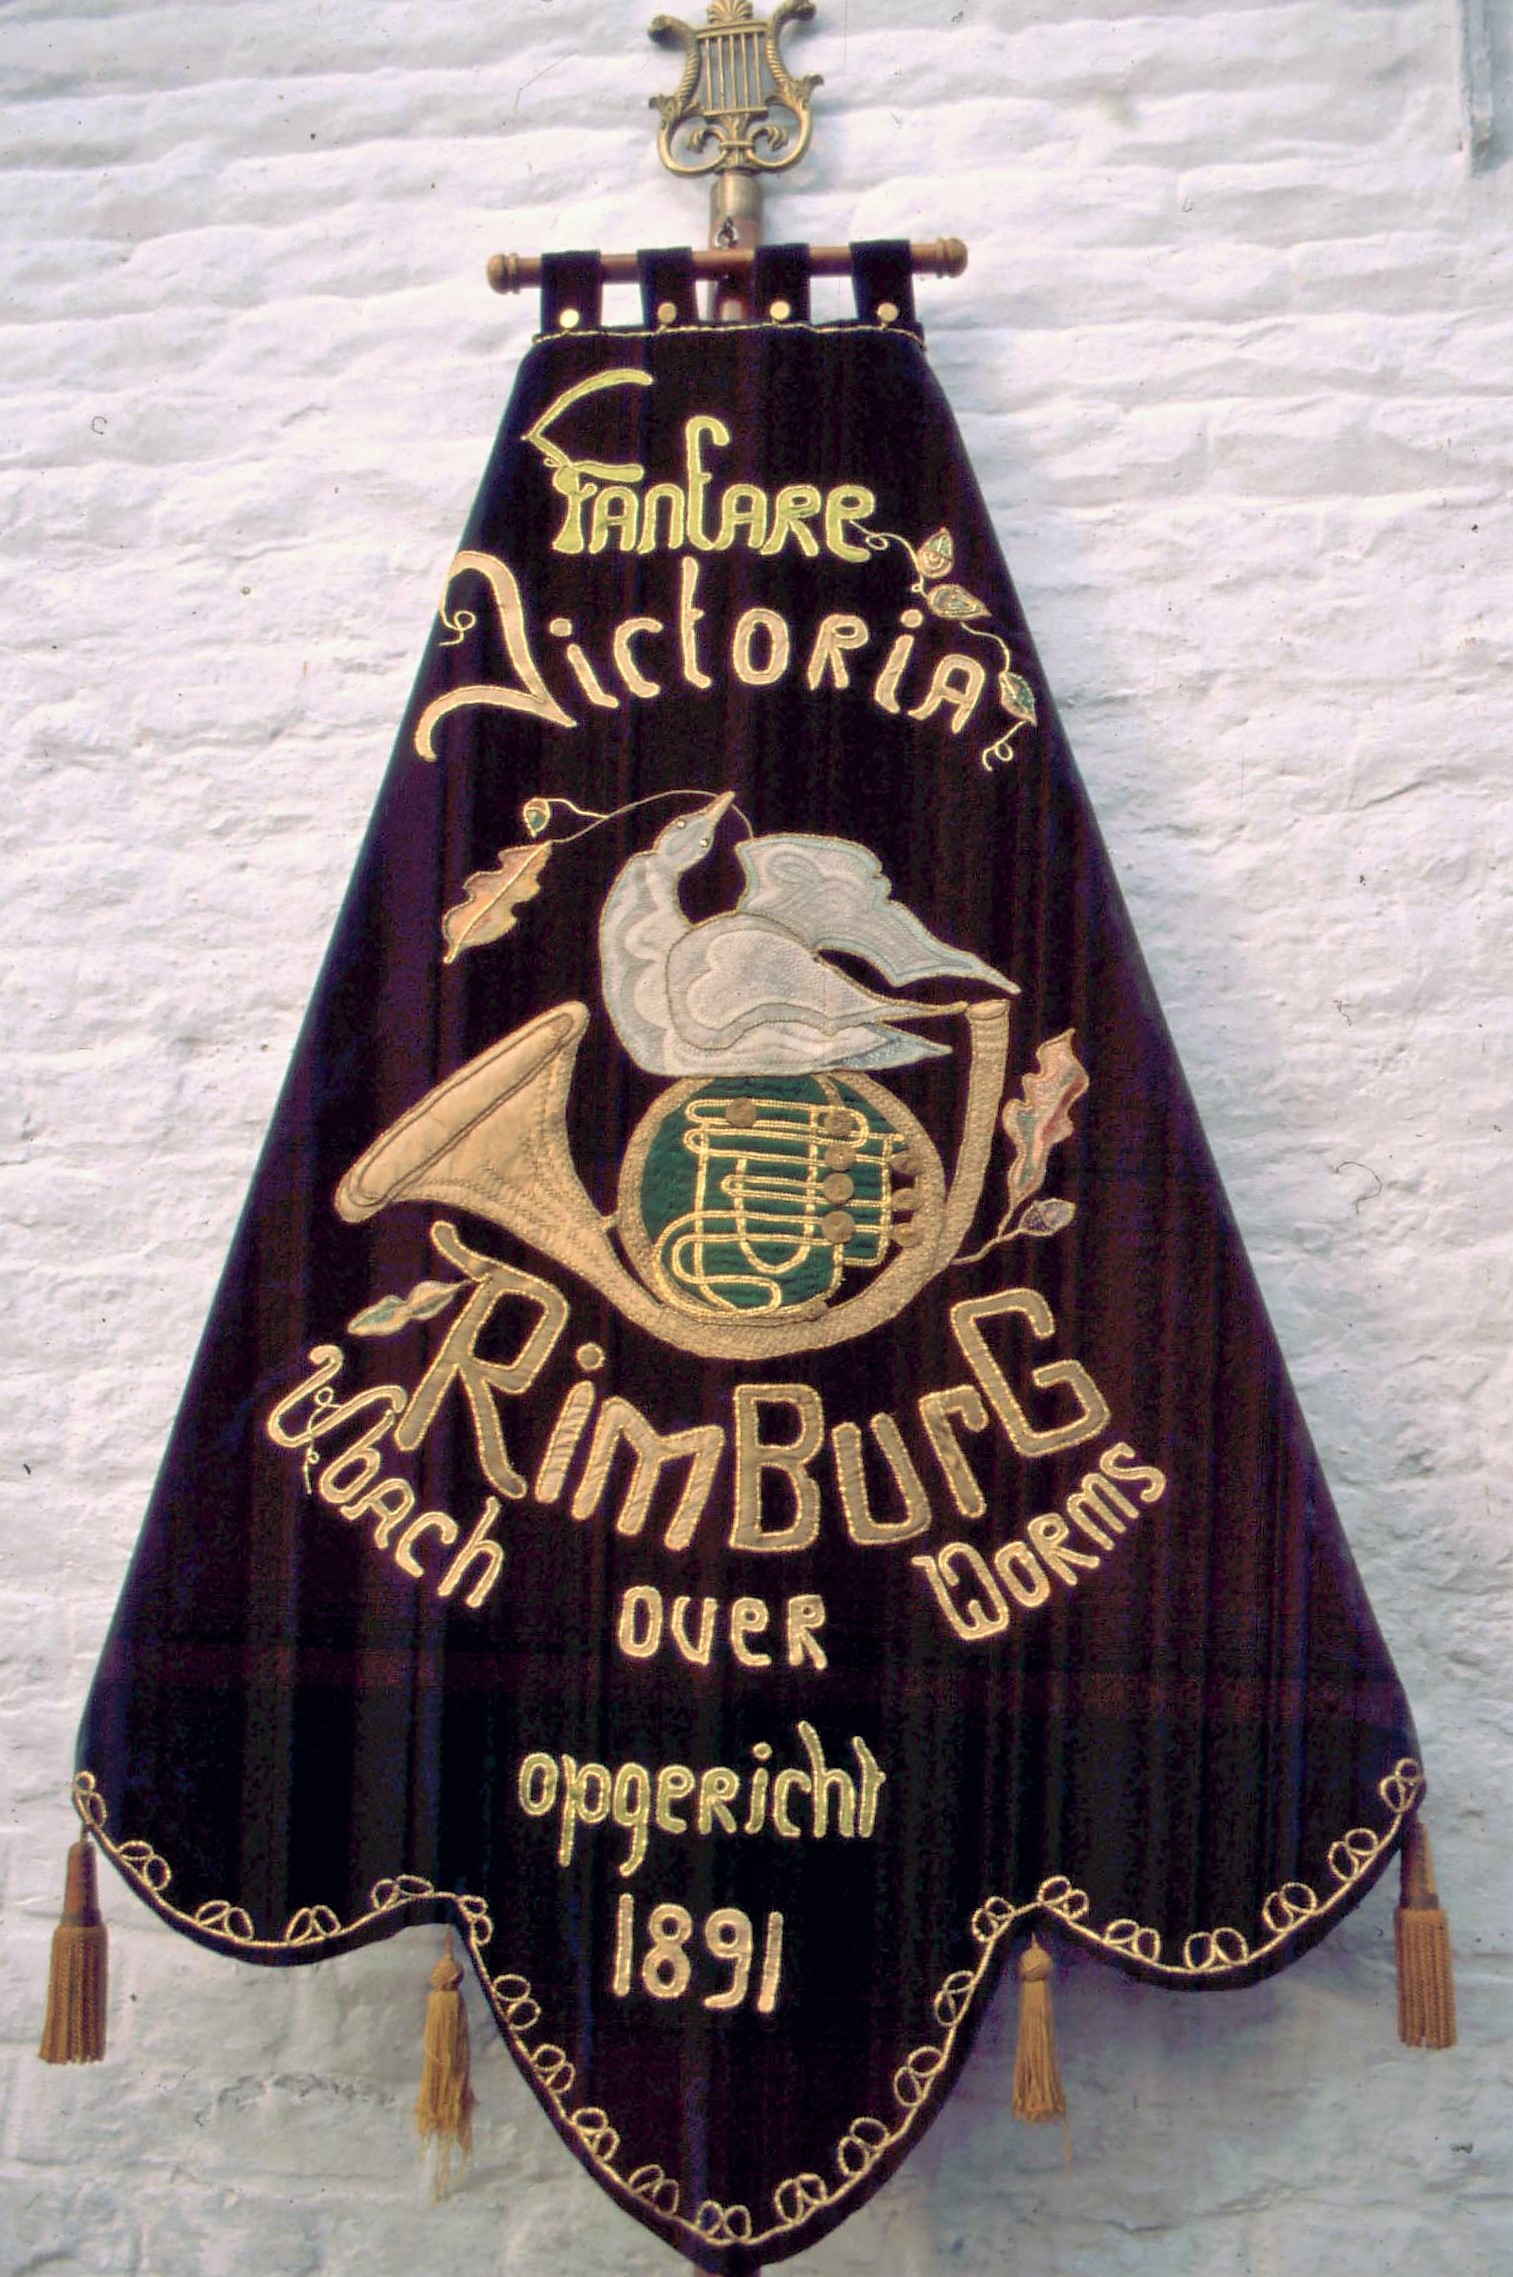 Fanfare
Victoria
Rimburg
Ubach over Worms
opgericht
1891